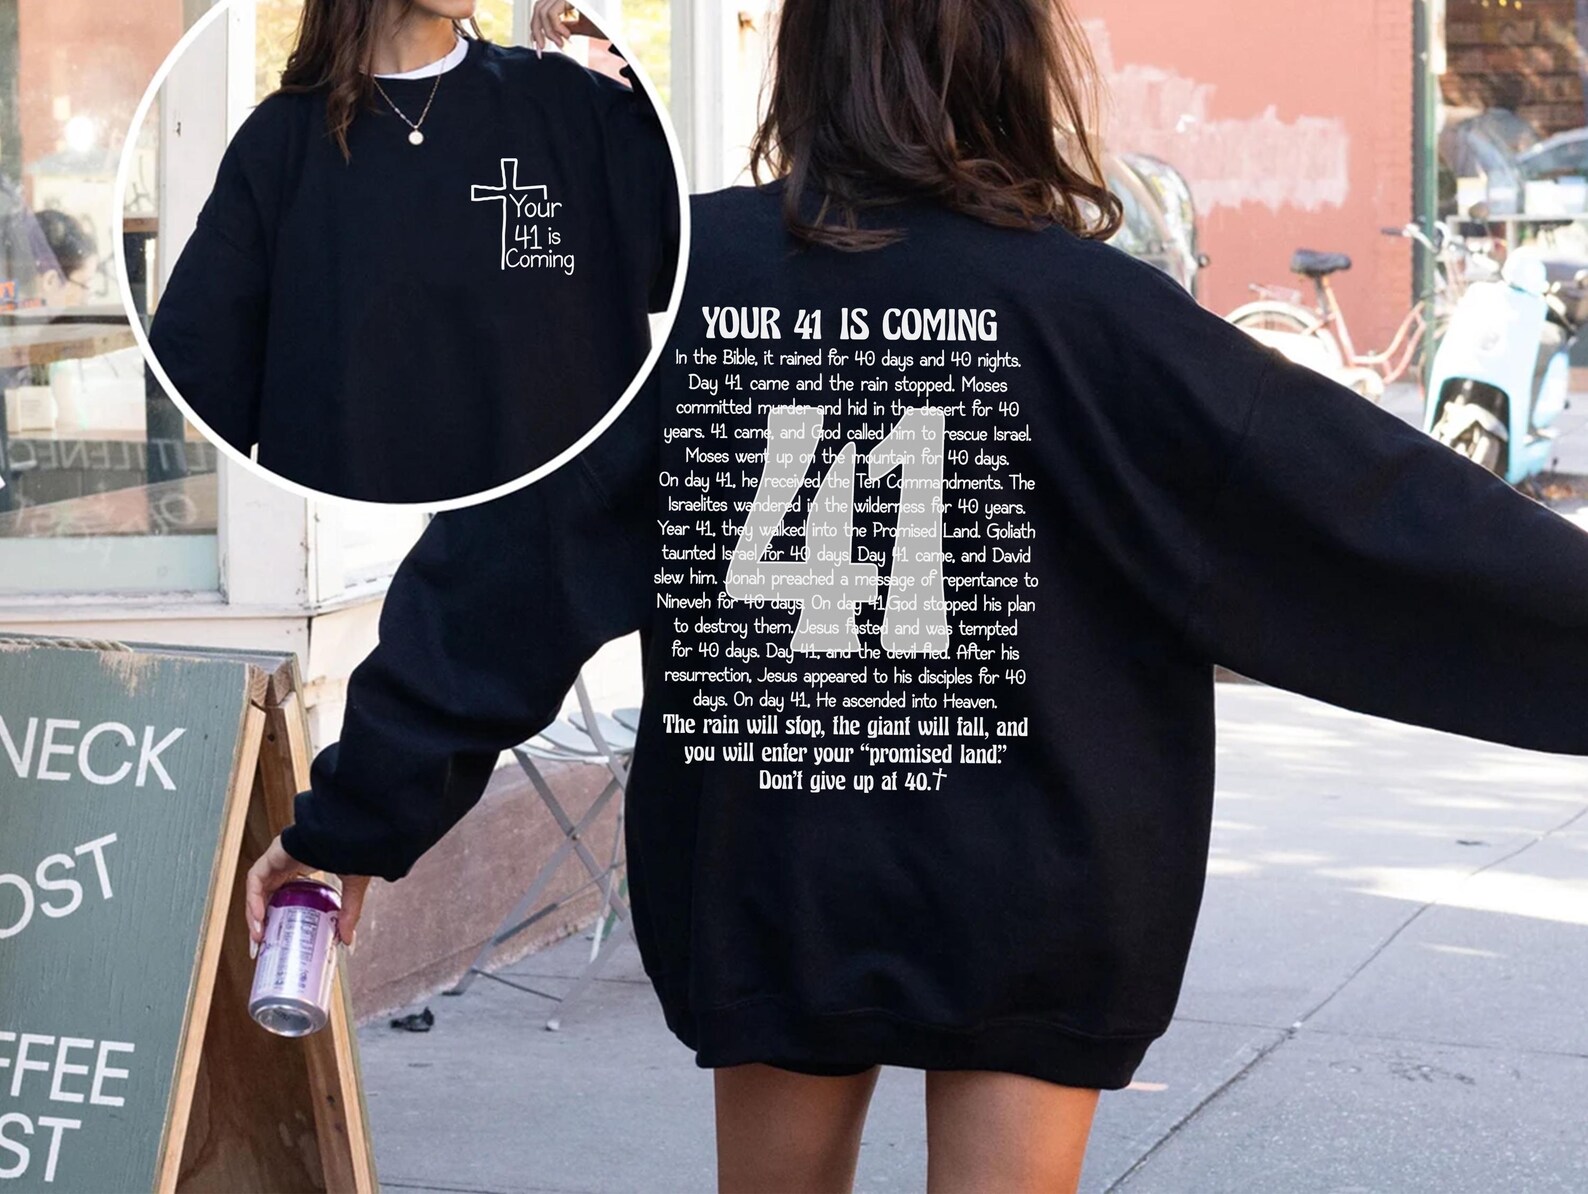 Your
41 is
Coming
YOUR 41 IS COMING
In the Bible, it rained for 40 days and 40 nights.
Day 41 came and the rain stopped. Moses
committed murder and hid in the desert for 40
years. 41 came, and God called him to rescue Israel.
Moses went up on the mountain for 40 days.
On day 41, he received the Ten Commandments. The
Israelites wandered in the wilderness for 40 years.
Year 41, they walked into the Promised Land. Goliath
taunted Israel for 40 days. Day 41 came, and David
slew him. Jonah preached a message of repentance to
Nineveh for 40 days. On day 41 God stopped his plan
to destroy them. Jesus fasted and was tempted
for 40 days. Day 41, and the devil fled. After his
resurrection, Jesus appeared to his disciples for 40
days. On day 41, He ascended into Heaven.
The rain will stop, the giant will fall, and
you will enter your “promised land.”
Don't give up at 40.†
41
NECK
OST
FFEE
ST